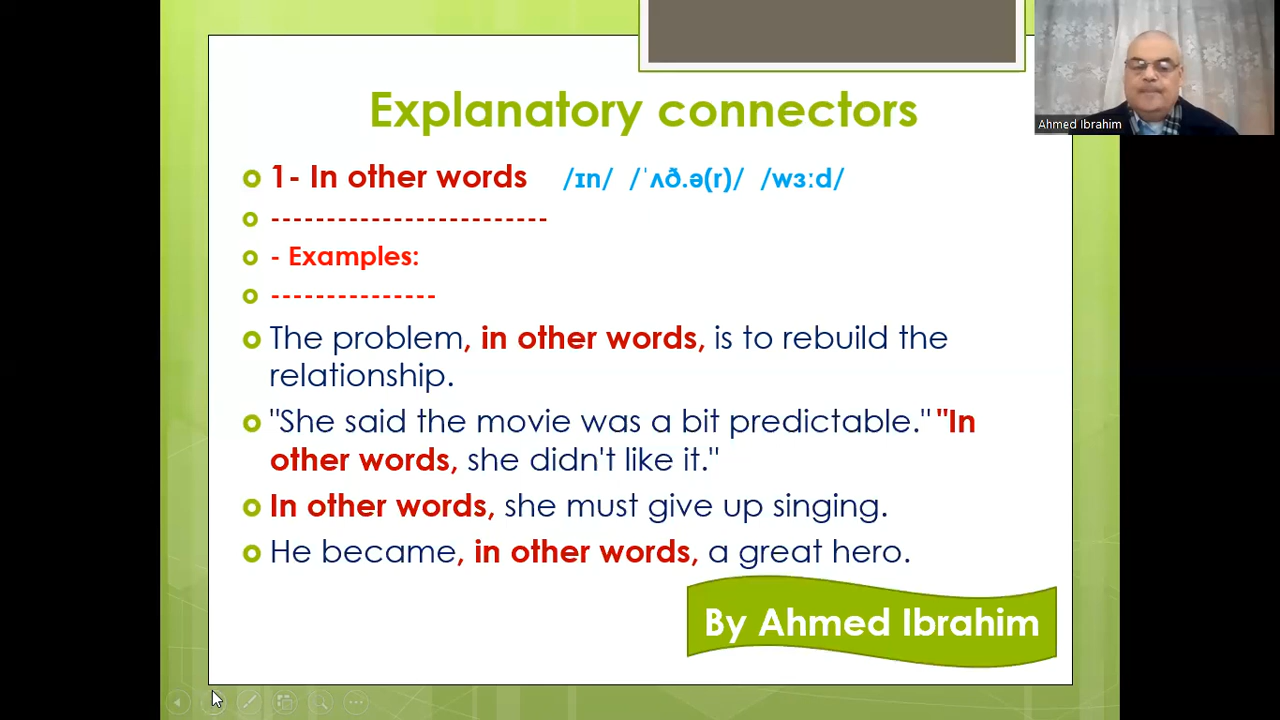 Explanatory connectors
Ahmed Ibrahim
1- In other words /ɪn/ /ˈʌð.ə(r)/ /wɜːd/
-------------------------
- Examples:
---------------
The problem, in other words, is to rebuild the
relationship.
"She said the movie was a bit predictable." "In
other words, she didn't like it."
In other words, she must give up singing.
He became, in other words, a great hero.
By Ahmed Ibrahim